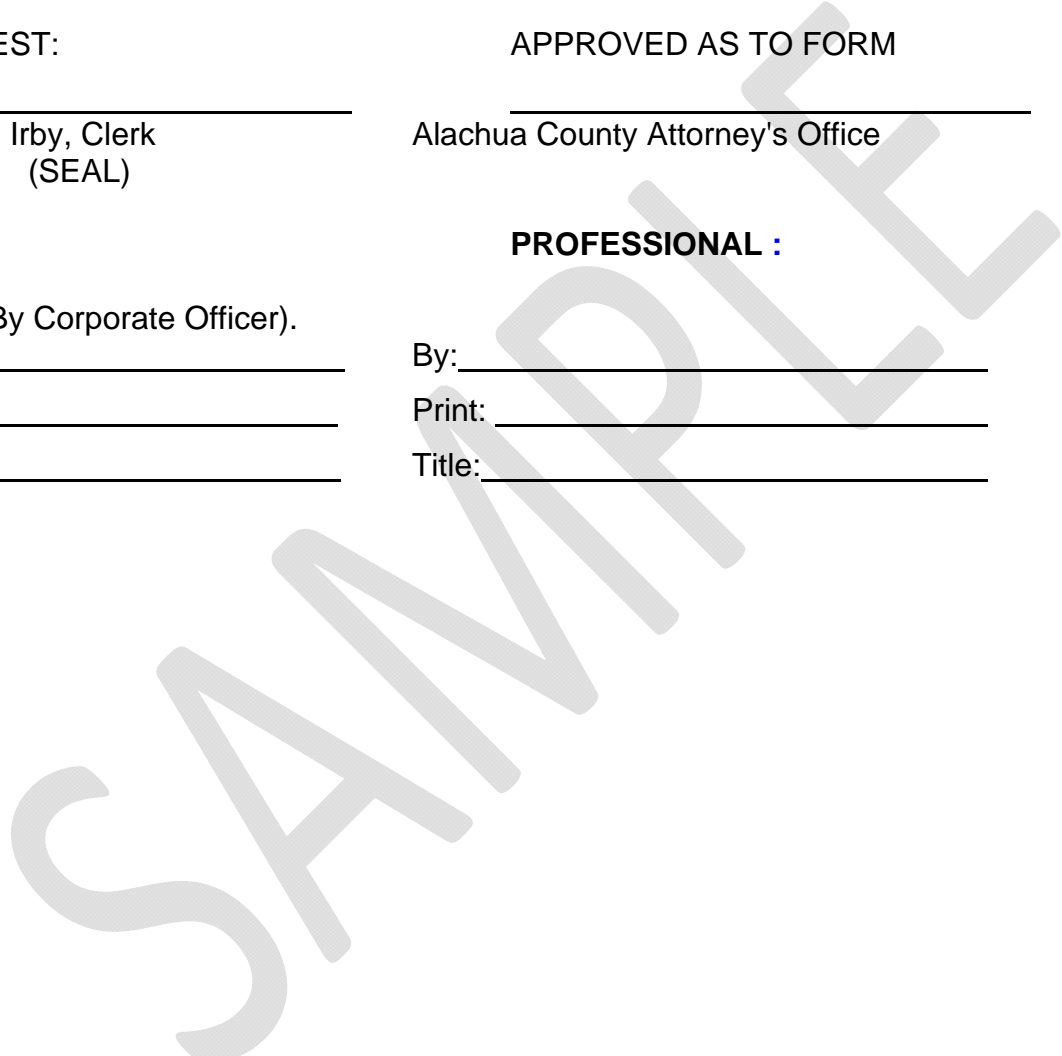 EST: APPROVED AS TO FORM
Irby, Clerk Alachua County Attorney's Office
(SEAL)
PROFESSIONAL :
By Corporate Officer).
By:
Print:
Title:
SAMPLE